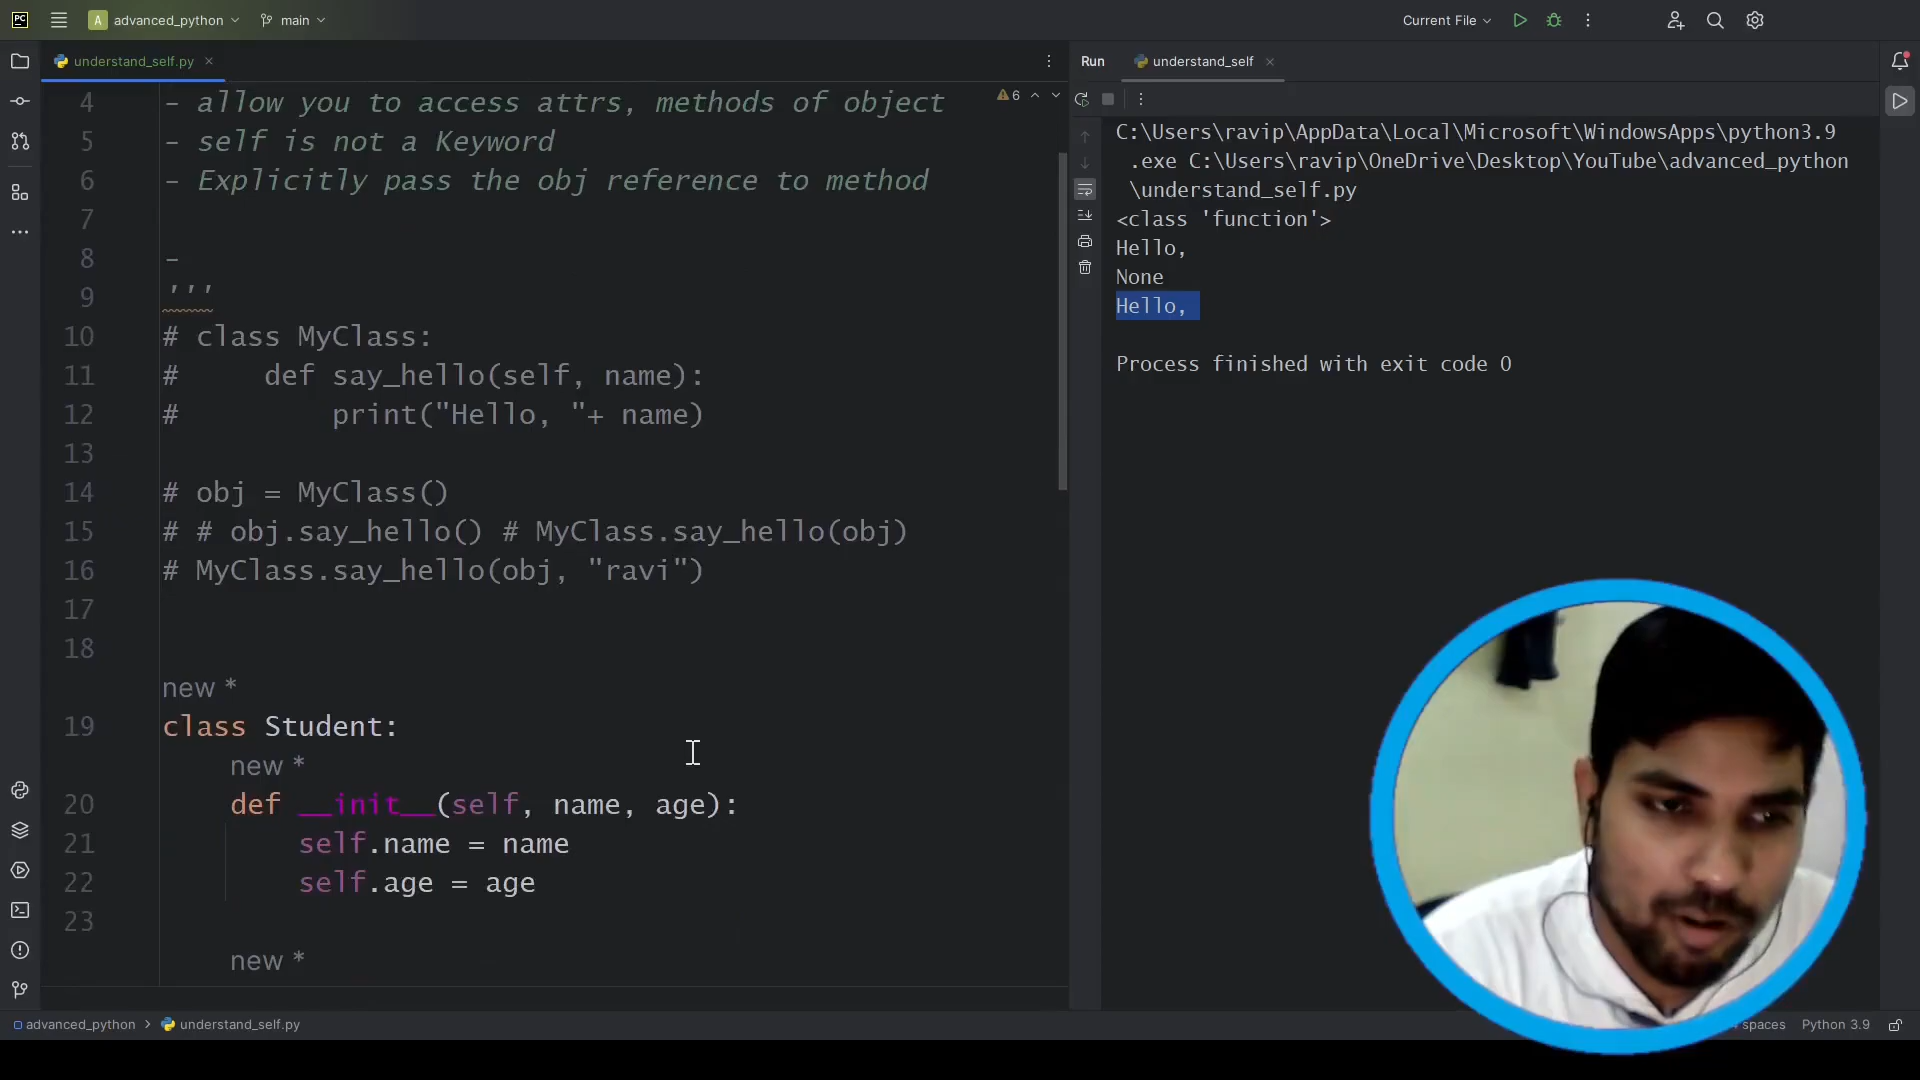 PC
A advanced_python
main
Current File
understand_self.py
Run
understand_self
6
4 - allow you to access attrs, methods of object
5 - self is not a Keyword
6 - Explicitly pass the obj reference to method
7
8 -
9 '''
10 # class MyClass:
11 #     def say_hello(self, name):
12 #         print("Hello, "+ name)
13
14 # obj = MyClass()
15 # # obj.say_hello() # MyClass.say_hello(obj)
16 # MyClass.say_hello(obj, "ravi")
17
18
new *
19 class Student:
new *
20     def __init__(self, name, age):
21         self.name = name
22         self.age = age
23
new *
C:\Users\ravip\AppData\Local\Microsoft\WindowsApps\python3.9
.exe C:\Users\ravip\OneDrive\Desktop\YouTube\advanced_python
\understand_self.py
<class 'function'>
Hello,
None
Hello,
Process finished with exit code 0
advanced_python > understand_self.py
spaces
Python 3.9